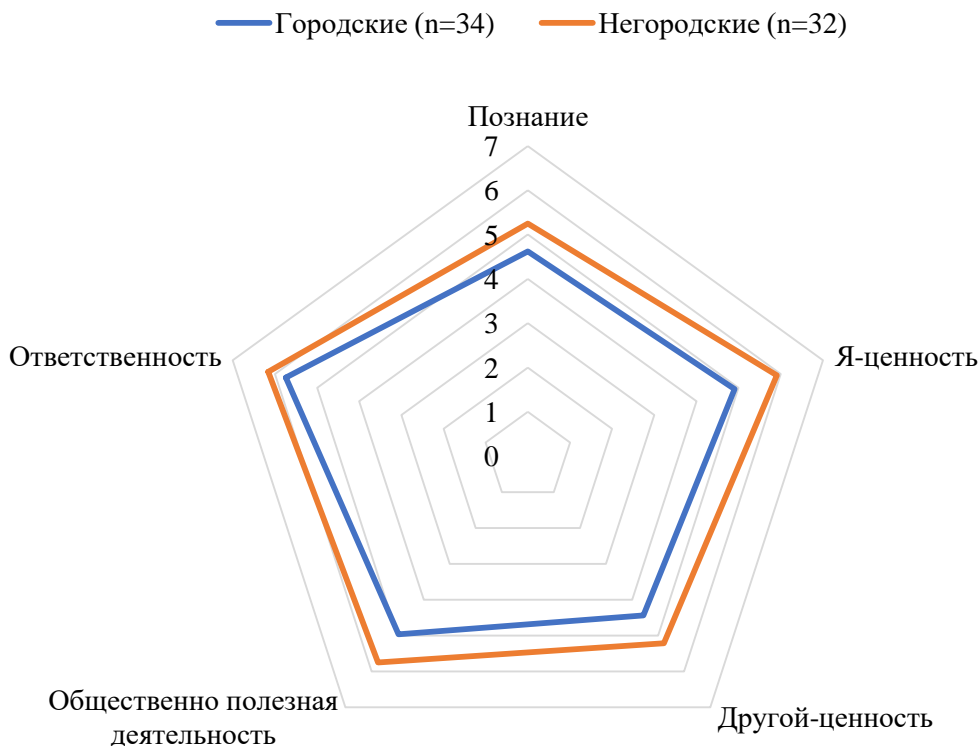 Городские (n=34) Негородские (n=32)
Познание
7
6
5
4
3
2
1
0
Ответственность
Я-ценность
Общественно полезная
деятельность
Другой-ценность